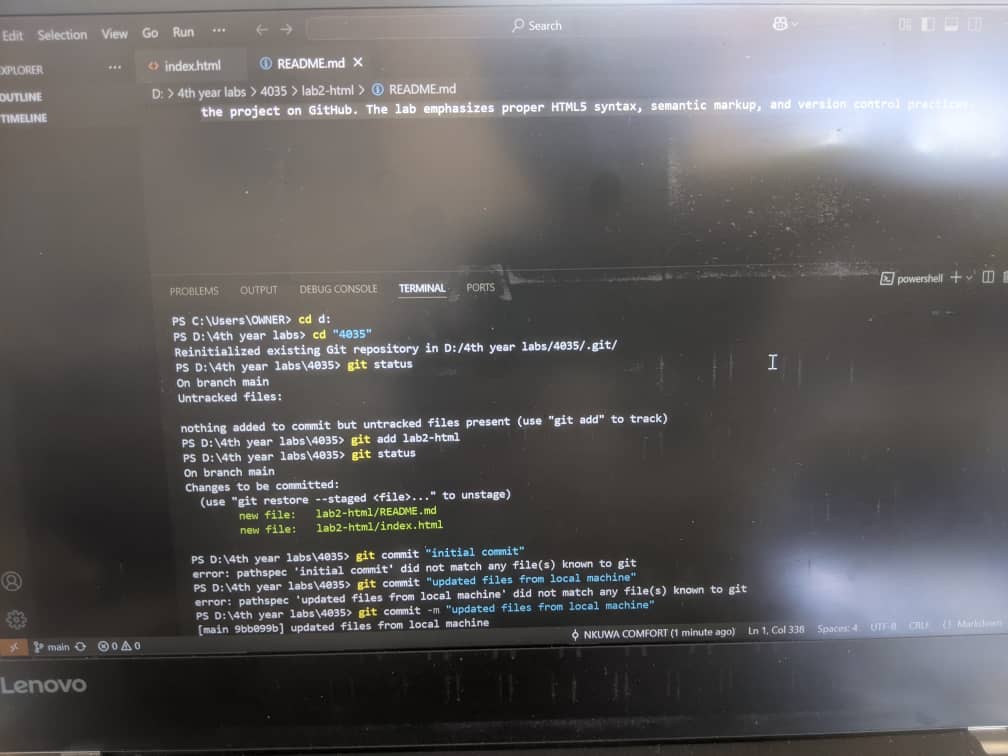 Edit Selection View Go Run ... ← → Search
EXPLORER ... <> index.html README.md ×
OUTLINE
TIMELINE
D: > 4th year labs > 4035 > lab2-html > README.md
the project on GitHub. The lab emphasizes proper HTML5 syntax, semantic markup, and version control practices.
PROBLEMS OUTPUT DEBUG CONSOLE TERMINAL PORTS powershell
PS C:\Users\OWNER> cd d:
PS D:\4th year labs> cd "4035"
Reinitialized existing Git repository in D:/4th year labs/4035/.git/
PS D:\4th year labs\4035> git status
On branch main
Untracked files:
nothing added to commit but untracked files present (use "git add" to track)
PS D:\4th year labs\4035> git add lab2-html
PS D:\4th year labs\4035> git status
On branch main
Changes to be committed:
(use "git restore --staged <file>..." to unstage)
new file: lab2-html/README.md
new file: lab2-html/index.html
PS D:\4th year labs\4035> git commit "initial commit"
error: pathspec 'initial commit' did not match any file(s) known to git
PS D:\4th year labs\4035> git commit "updated files from local machine"
error: pathspec 'updated files from local machine' did not match any file(s) known to git
PS D:\4th year labs\4035> git commit -m "updated files from local machine"
[main 9bb099b] updated files from local machine
main 0 0 NKUWA COMFORT (1 minute ago) Ln 1, Col 338 Spaces: 4 UTF-8 CRLF Markdown
Lenovo